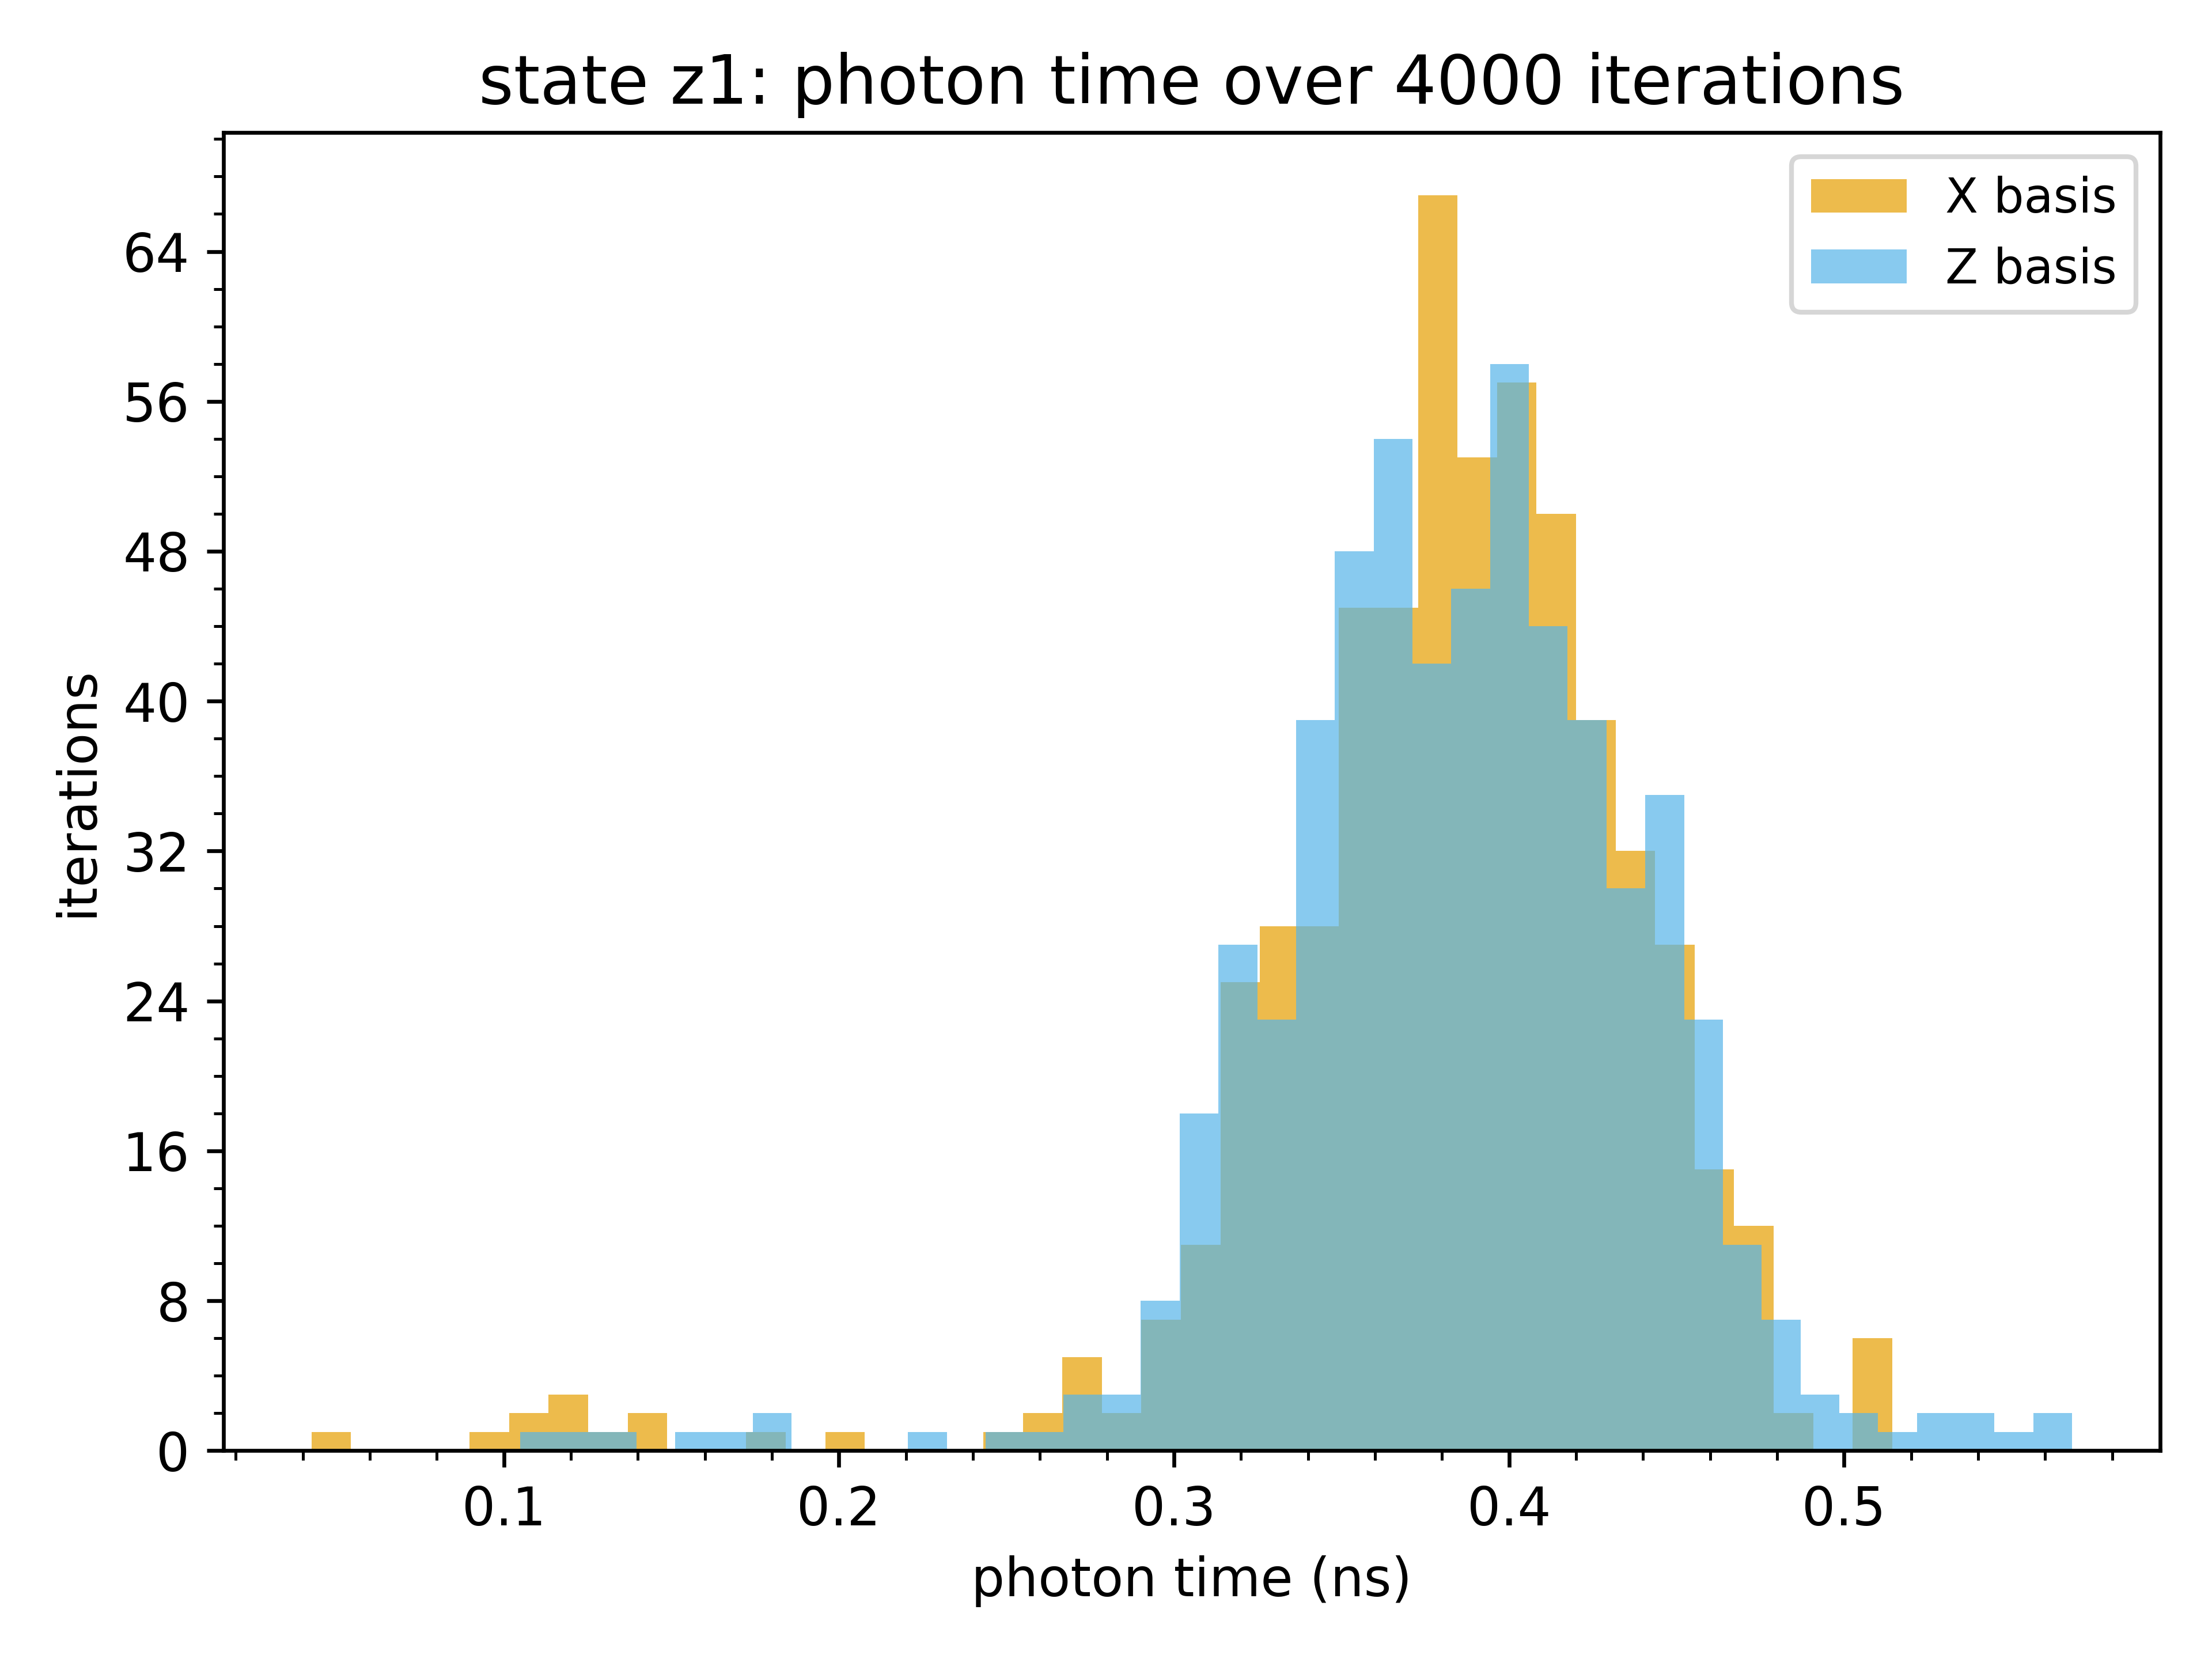 state z1: photon time over 4000 iterations
X basis
Z basis
64
56
48
40
32
24
16
8
0
iterations
0.1 0.2 0.3 0.4 0.5
photon time (ns)